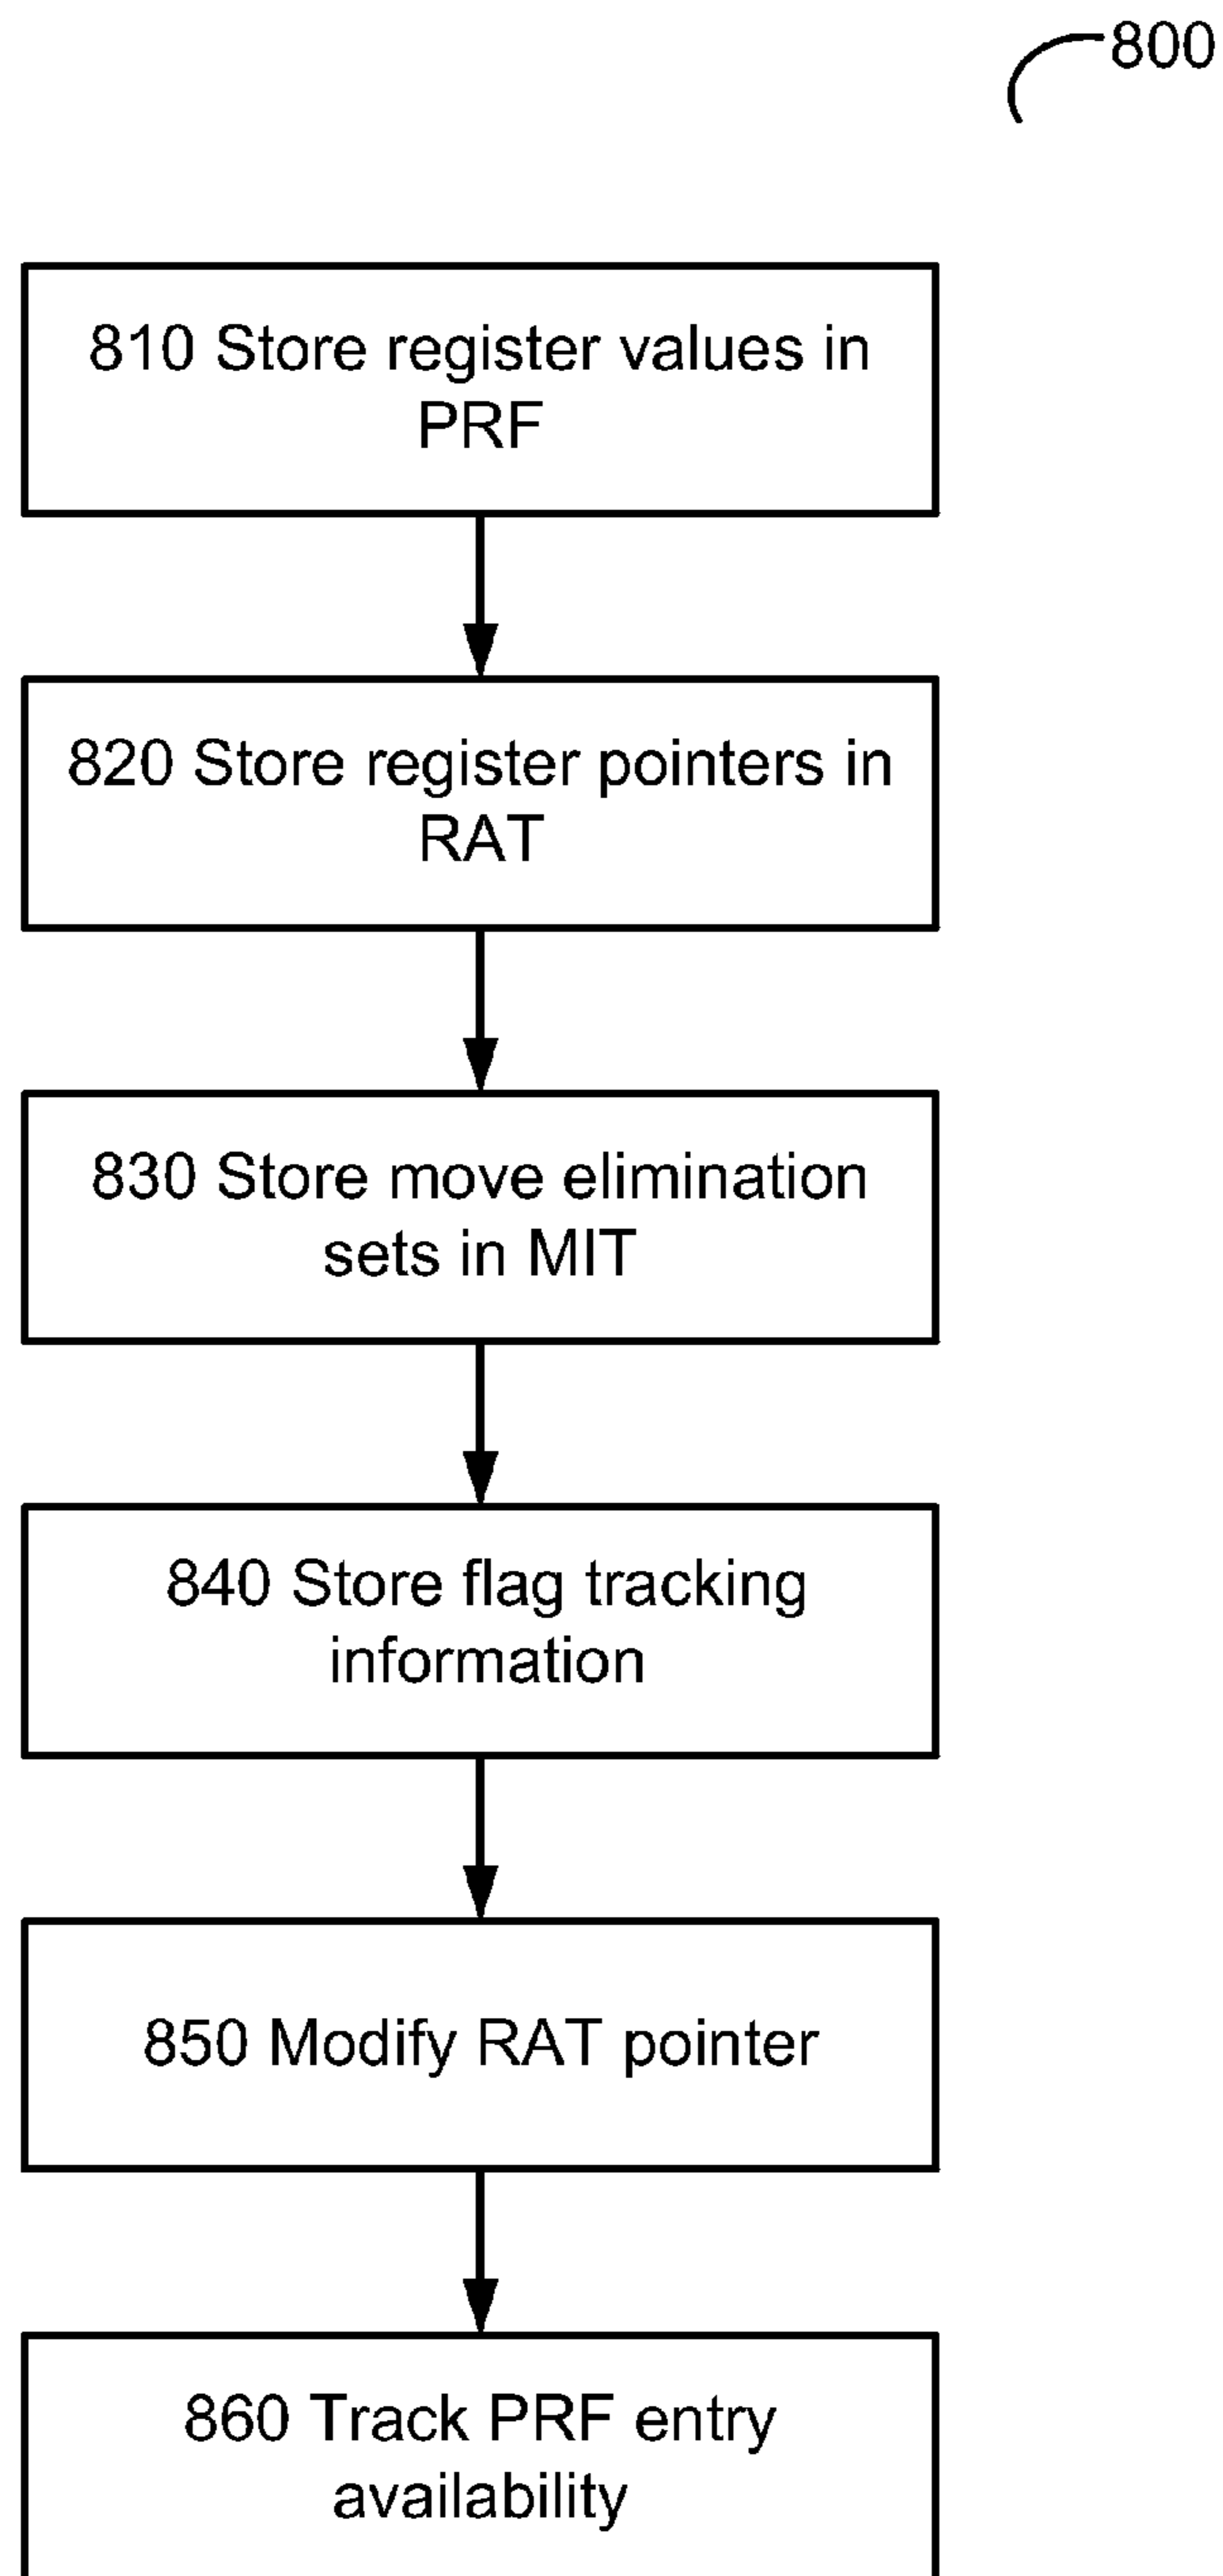 800
810 Store register values in
PRF
820 Store register pointers in
RAT
830 Store move elimination
sets in MIT
840 Store flag tracking
information
850 Modify RAT pointer
860 Track PRF entry
availability